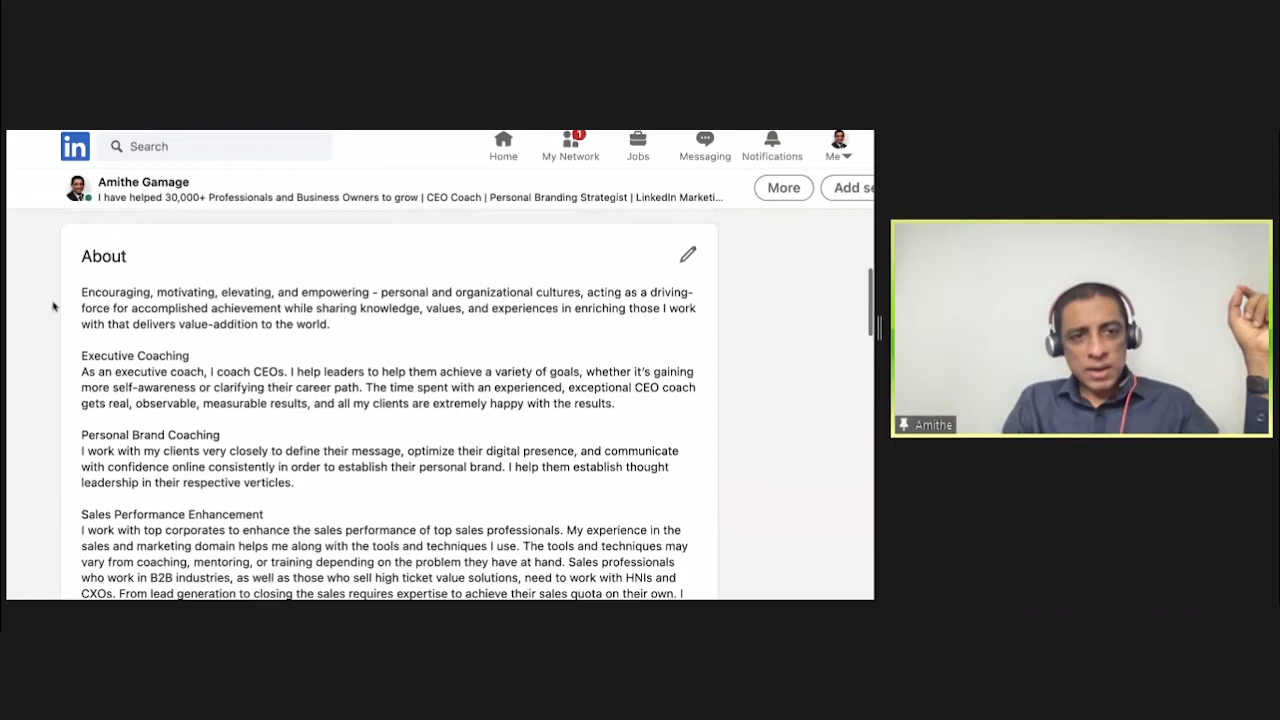 in
Search
1
Home
My Network
Jobs
Messaging
Notifications
Me
Amithe Gamage
I have helped 30,000+ Professionals and Business Owners to grow | CEO Coach | Personal Branding Strategist | LinkedIn Marketi...
More
Add se
About
Encouraging, motivating, elevating, and empowering - personal and organizational cultures, acting as a driving-
force for accomplished achievement while sharing knowledge, values, and experiences in enriching those I work
with that delivers value-addition to the world.
Executive Coaching
As an executive coach, I coach CEOs. I help leaders to help them achieve a variety of goals, whether it's gaining
more self-awareness or clarifying their career path. The time spent with an experienced, exceptional CEO coach
gets real, observable, measurable results, and all my clients are extremely happy with the results.
Personal Brand Coaching
I work with my clients very closely to define their message, optimize their digital presence, and communicate
with confidence online consistently in order to establish their personal brand. I help them establish thought
leadership in their respective verticles.
Sales Performance Enhancement
I work with top corporates to enhance the sales performance of top sales professionals. My experience in the
sales and marketing domain helps me along with the tools and techniques I use. The tools and techniques may
vary from coaching, mentoring, or training depending on the problem they have at hand. Sales professionals
who work in B2B industries, as well as those who sell high ticket value solutions, need to work with HNIs and
CXOs. From lead generation to closing the sales requires expertise to achieve their sales quota on their own. I
Amithe